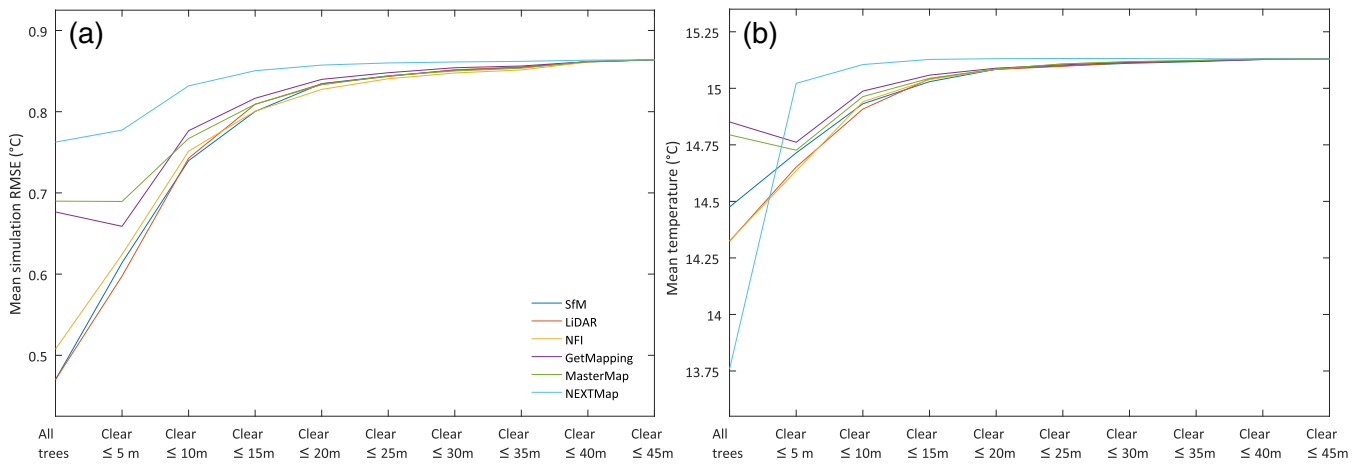 (a)
Mean simulation RMSE (°C)
0.9
0.8
0.7
0.6
0.5
SfM
LiDAR
NFI
GetMapping
MasterMap
NEXTMap
All Clear Clear Clear Clear Clear Clear Clear Clear Clear
trees ≤ 5 m ≤ 10m ≤ 15m ≤ 20m ≤ 25m ≤ 30m ≤ 35m ≤ 40m ≤ 45m
(b)
Mean temperature (°C)
15.25
15
14.75
14.5
14.25
14
13.75
All Clear Clear Clear Clear Clear Clear Clear Clear Clear
trees ≤ 5 m ≤ 10m ≤ 15m ≤ 20m ≤ 25m ≤ 30m ≤ 35m ≤ 40m ≤ 45m